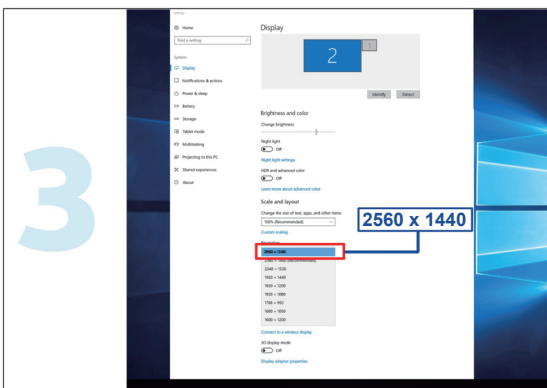 3
Settings
Home
Find a setting
System
Display
Notifications & actions
Power & sleep
Battery
Storage
Tablet mode
Multitasking
Projecting to this PC
Shared experiences
About
Display
2
1
Identify
Detect
Brightness and color
Change brightness
Night light
Off
Night light settings
HDR and advanced color
Off
Learn more about advanced color
Scale and layout
Change the size of text, apps, and other items
100% (Recommended)
Custom scaling
Resolution
(Recommended)
2048 × 1536
1920 × 1440
1920 × 1200
1920 × 1080
1768 × 992
1680 × 1050
1600 × 1200
Connect to a wireless display
3D display mode
Off
Display adapter properties
2560 x 1440